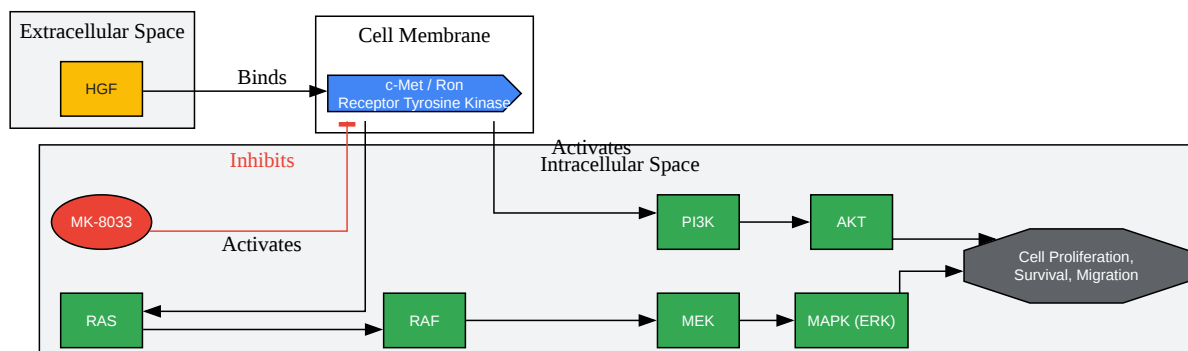 Extracellular Space
HGF
Binds
Cell Membrane
c-Met / Ron
Receptor Tyrosine Kinase
Inhibits
Activates
Intracellular Space
MK-8033
Activates
PI3K
AKT
Cell Proliferation,
Survival, Migration
RAS
RAF
MEK
MAPK (ERK)